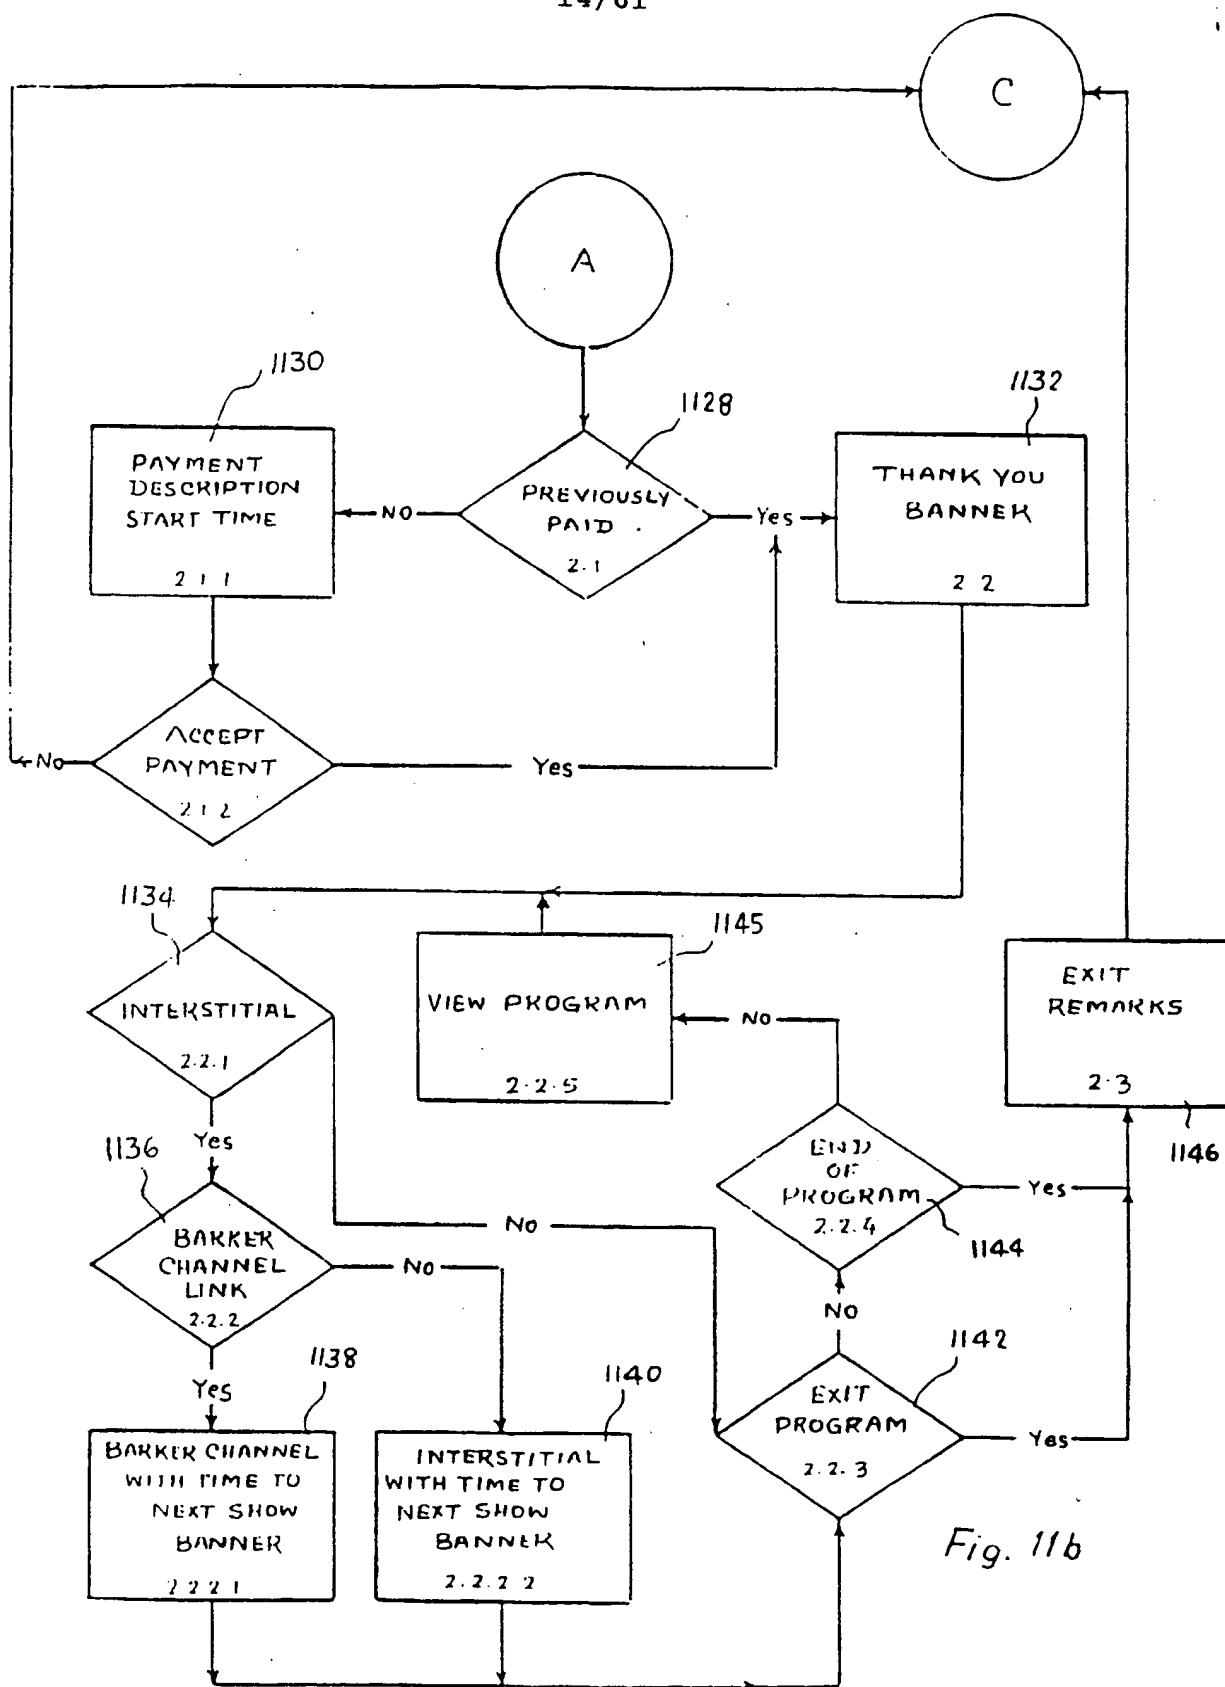 14/61
C
A
1130
1128
1132
PAYMENT
DESCRIPTION
START TIME
2 1 1
NO
PREVIOUSLY
PAID
2.1
Yes
THANK YOU
BANNER
2 2
No
ACCEPT
PAYMENT
2 1 2
Yes
1134
1145
INTERSTITIAL
2.2.1
VIEW PROGRAM
2.2.5
NO
EXIT
REMARKS
2.3
1146
Yes
1136
END
OF
PROGRAM
2.2.4
Yes
1144
No
BARKER
CHANNEL
LINK
2.2.2
No
NO
1142
Yes
1138
1140
EXIT
PROGRAM
2.2.3
Yes
BARKER CHANNEL
WITH TIME TO
NEXT SHOW
BANNER
2 2 2 1
INTERSTITIAL
WITH TIME TO
NEXT SHOW
BANNER
2.2.2 2
Fig. 11b